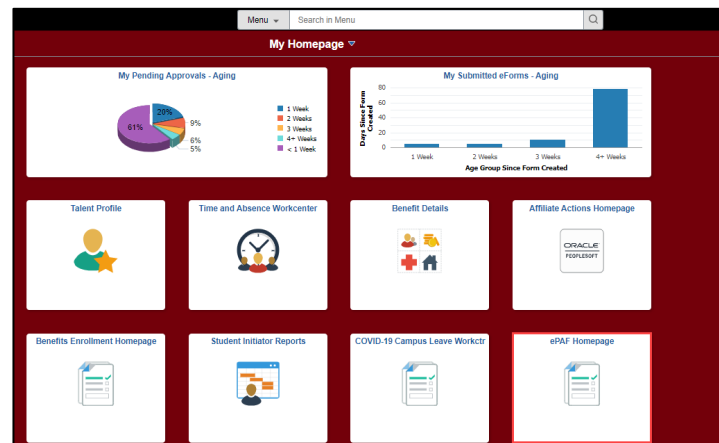 Menu
Search in Menu
My Homepage
My Pending Approvals - Aging
20%
9%
6%
5%
61%
1 Week
2 Weeks
3 Weeks
4+ Weeks
< 1 Week
My Submitted eForms - Aging
Days Since Form Created
80
60
40
20
0
1 Week
2 Weeks
3 Weeks
4+ Weeks
Age Group Since Form Created
Talent Profile
Time and Absence Workcenter
Benefit Details
Affiliate Actions Homepage
ORACLE
PEOPLESOFT
Benefits Enrollment Homepage
Student Initiator Reports
COVID-19 Campus Leave Workctr
ePAF Homepage